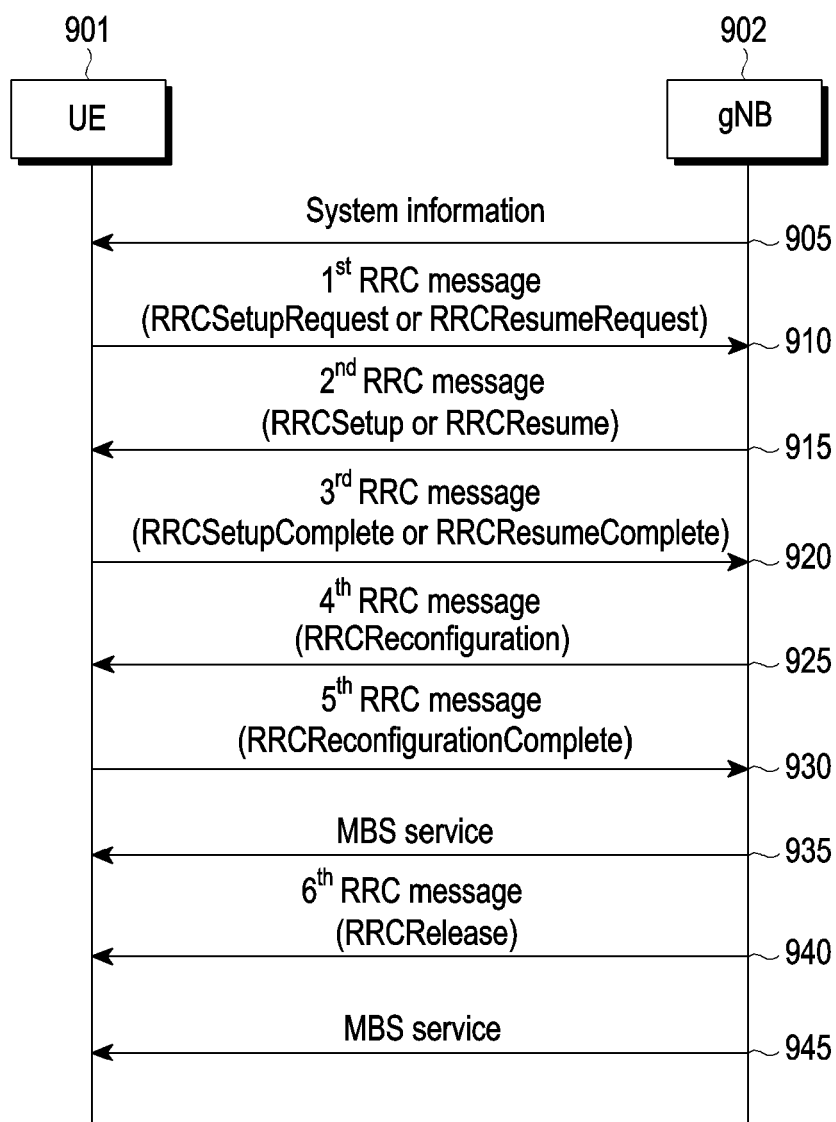 901
902
UE
gNB
System information
905
1st RRC message
(RRCSetupRequest or RRCResumeRequest)
910
2nd RRC message
(RRCSetup or RRCResume)
915
3rd RRC message
(RRCSetupComplete or RRCResumeComplete)
920
4th RRC message
(RRCReconfiguration)
925
5th RRC message
(RRCReconfigurationComplete)
930
MBS service
935
6th RRC message
(RRCRelease)
940
MBS service
945